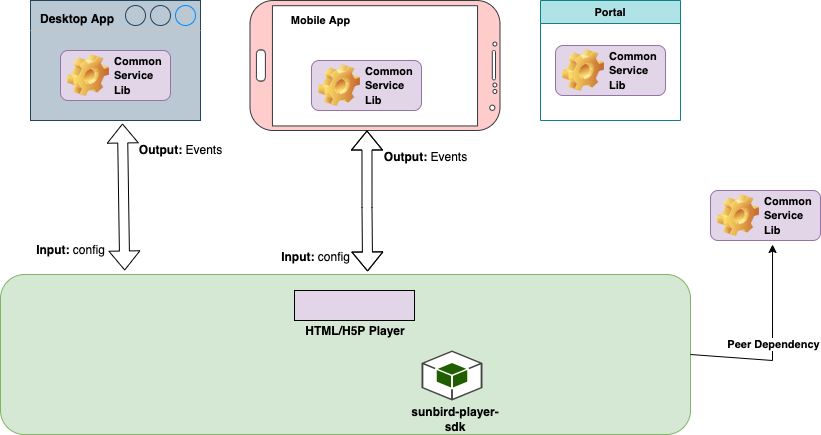 Desktop App
Mobile App
Portal
Common
Service
Lib
Common
Service
Lib
Common
Service
Lib
Output: Events
Output: Events
Input: config
Input: config
Common
Service
Lib
HTML/H5P Player
Peer Dependency
sunbird-player-
sdk